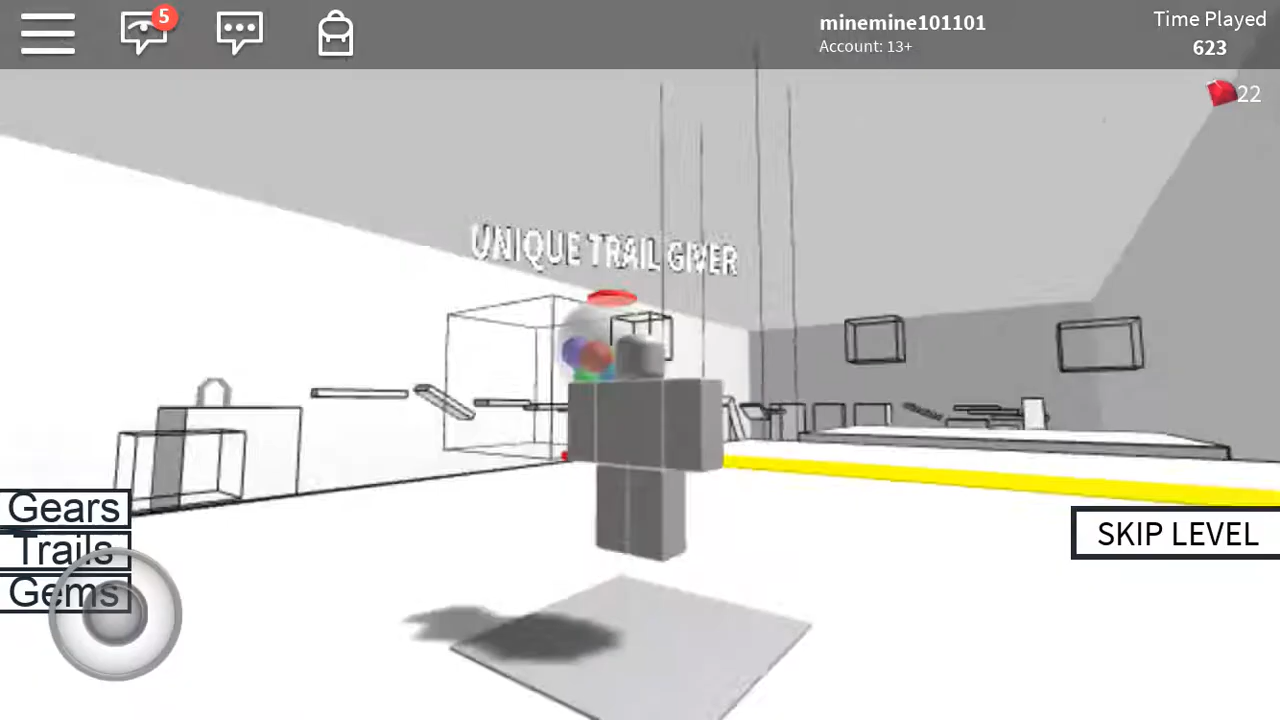 5
minemine101101
Account: 13+
Time Played
623
22
UNIQUE TRAIL GIVER
Gears
Trails
Gems
SKIP LEVEL